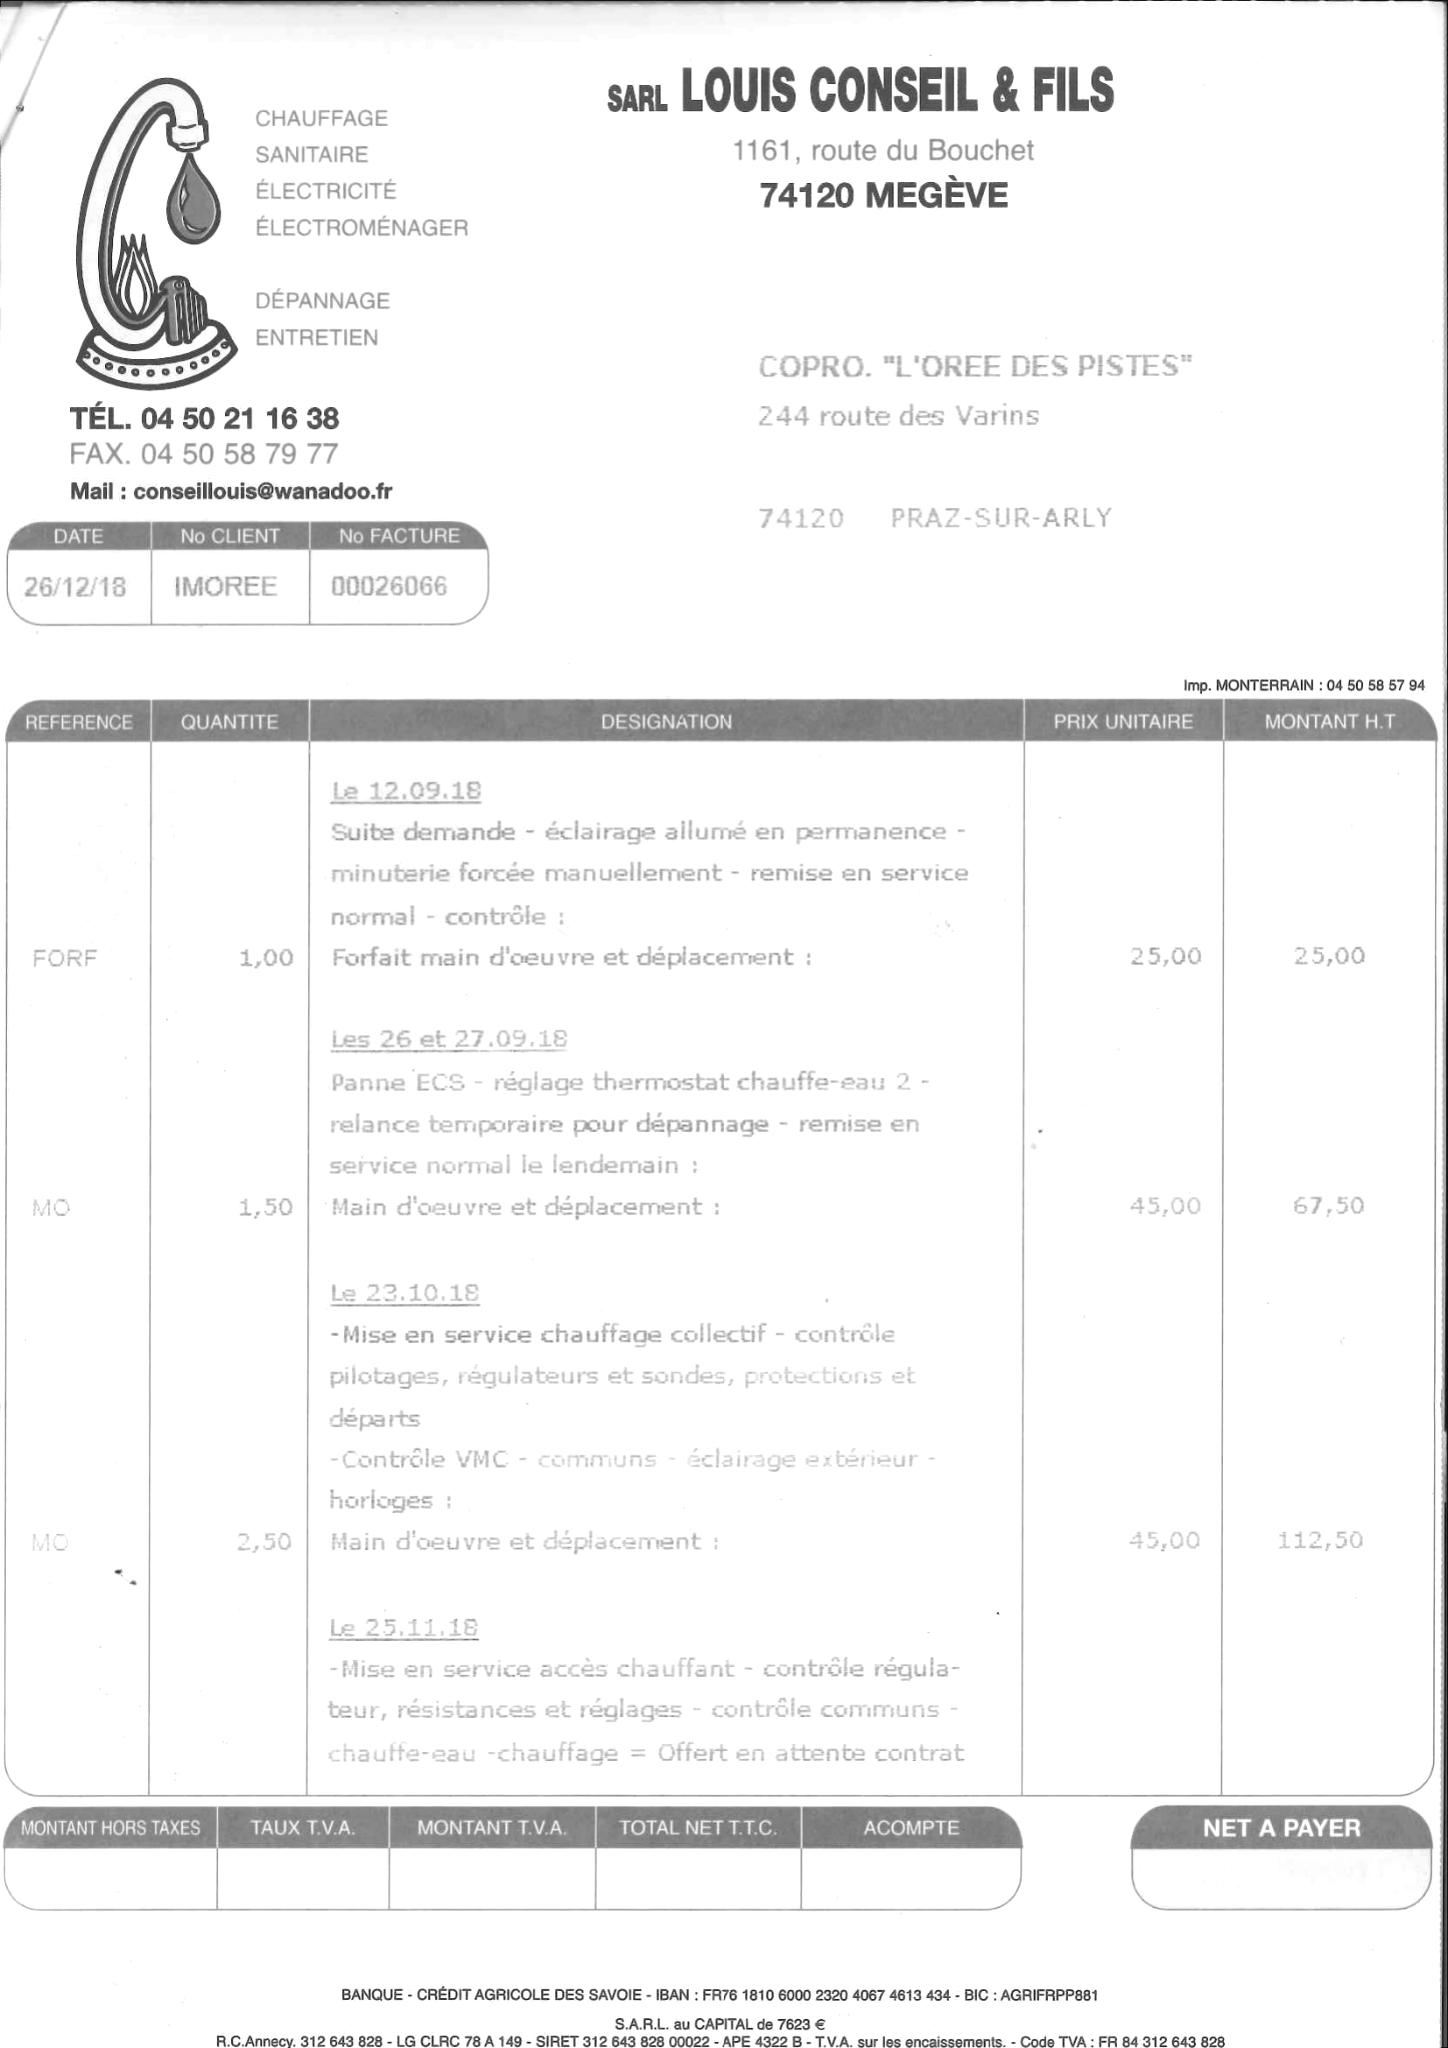 SARL LOUIS CONSEIL & FILS
1161, route du Bouchet
74120 MEGÈVE
CHAUFFAGE
SANITAIRE
ÉLECTRICITÉ
ÉLECTROMÉNAGER
DÉPANNAGE
ENTRETIEN
TÉL. 04 50 21 16 38
FAX. 04 50 58 79 77
Mail : conseillouis@wanadoo.fr
COPRO. "L'OREE DES PISTES"
244 route des Varins
74120 PRAZ-SUR-ARLY
DATE No CLIENT No FACTURE
26/12/18 IMOREE 00026066
Imp. MONTERRAIN : 04 50 58 57 94
REFERENCE QUANTITE DESIGNATION PRIX UNITAIRE MONTANT H.T
Le 12.09.18
Suite demande - éclairage allumé en permanence -
minuterie forcée manuellement - remise en service
normal - contrôle :
FORF 1,00 Forfait main d'oeuvre et déplacement : 25,00 25,00
Les 26 et 27.09.18
Panne ECS - réglage thermostat chauffe-eau 2 -
relance temporaire pour dépannage - remise en
service normal le lendemain :
MO 1,50 Main d'oeuvre et déplacement : 45,00 67,50
Le 23.10.18
-Mise en service chauffage collectif - contrôle
pilotages, régulateurs et sondes, protections et
départs
-Contrôle VMC - communs - éclairage extérieur -
horloges :
MO 2,50 Main d'oeuvre et déplacement : 45,00 112,50
Le 25.11.18
-Mise en service accès chauffant - contrôle régula-
teur, résistances et réglages - contrôle communs -
chauffe-eau -chauffage = Offert en attente contrat
MONTANT HORS TAXES TAUX T.V.A. MONTANT T.V.A. TOTAL NET T.T.C. ACOMPTE NET A PAYER
BANQUE - CRÉDIT AGRICOLE DES SAVOIE - IBAN : FR76 1810 6000 2320 4067 4613 434 - BIC : AGRIFRPP881
S.A.R.L. au CAPITAL de 7623 €
R.C.Annecy. 312 643 828 - LG CLRC 78 A 149 - SIRET 312 643 828 00022 - APE 4322 B - T.V.A. sur les encaissements. - Code TVA : FR 84 312 643 828